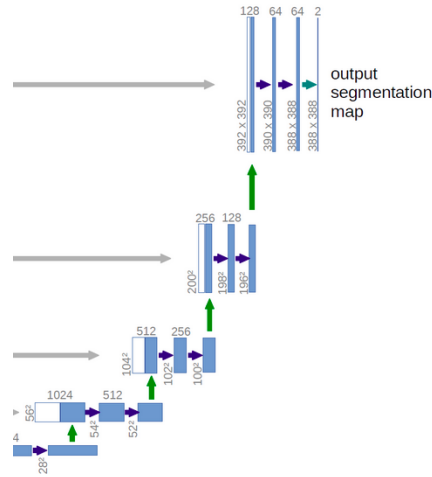 128 64 64 2
392 x 392
390 x 390
388 x 388
388 x 388
output
segmentation
map
256 128
200²
198²
196²
512 256
104²
102²
100²
1024 512
56²
54²
52²
4
28²